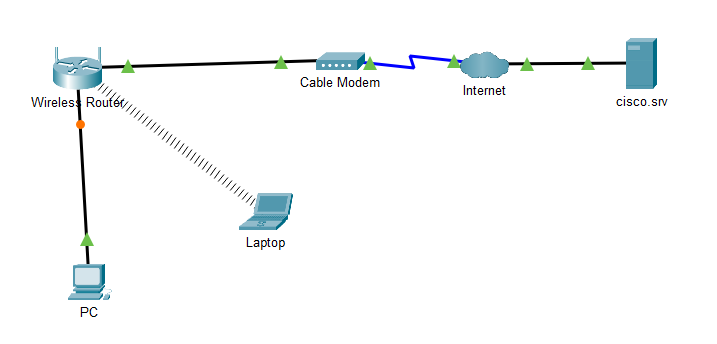 Wireless Router
Cable Modem
Internet
cisco.srv
Laptop
PC